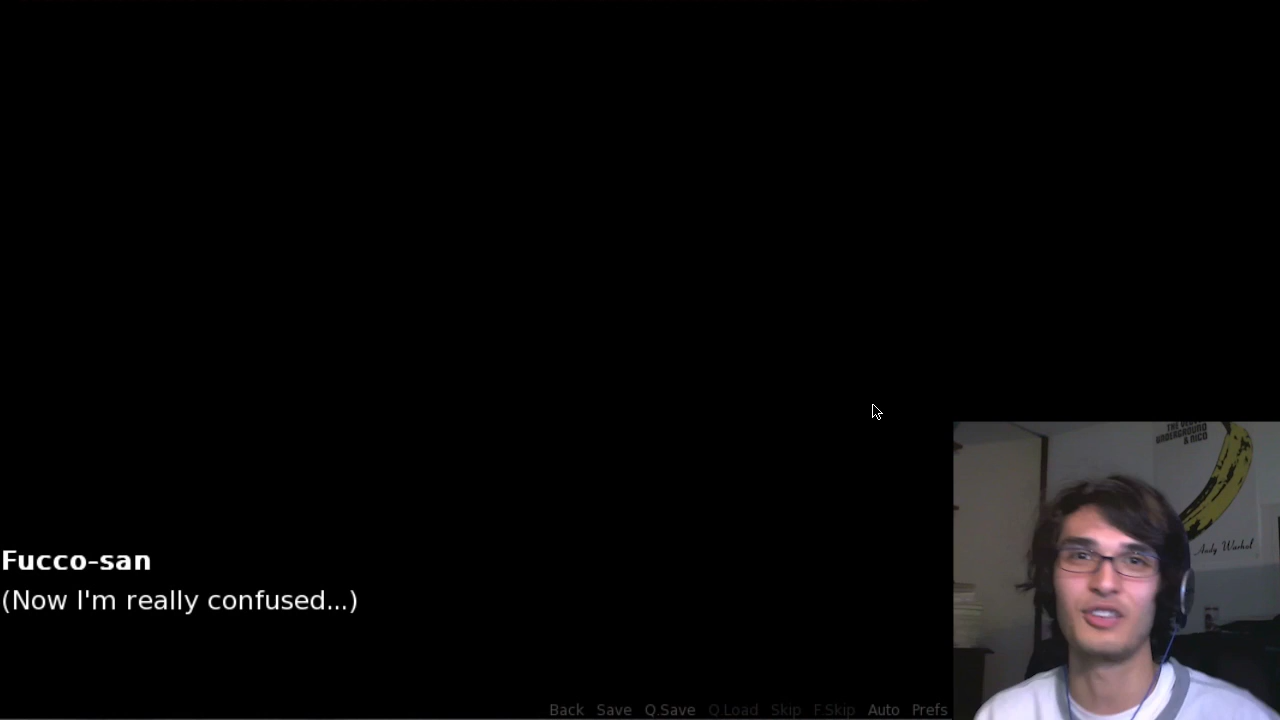 THE VELVET
UNDERGROUND
& NICO
Andy Warhol
Fucco-san
(Now I'm really confused...)
Back Save Q.Save Q.Load Skip F.Skip Auto Prefs